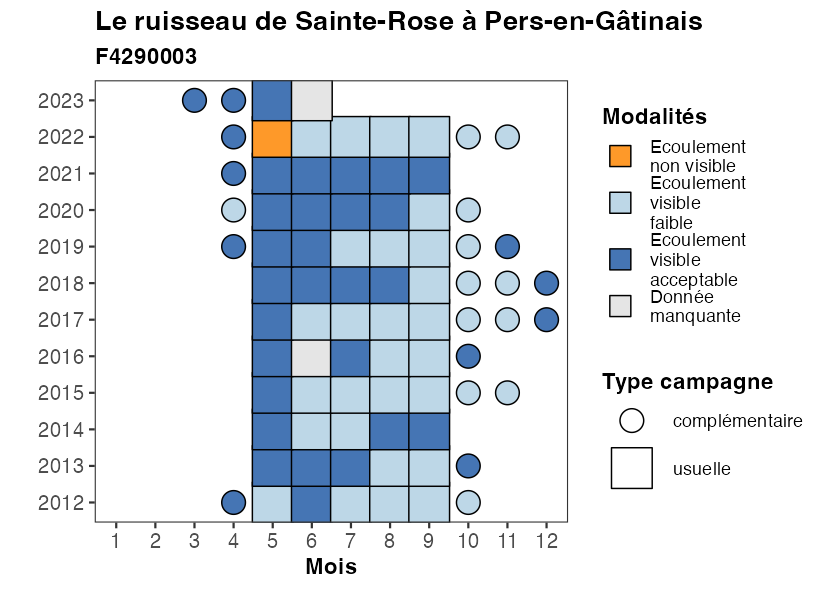 Le ruisseau de Sainte-Rose à Pers-en-Gâtinais
F4290003
2023
2022
2021
2020
2019
2018
2017
2016
2015
2014
2013
2012
1 2 3 4 5 6 7 8 9 10 11 12
Mois
Modalités
Ecoulement
non visible
Ecoulement
visible
faible
Ecoulement
visible
acceptable
Donnée
manquante
Type campagne
complémentaire
usuelle